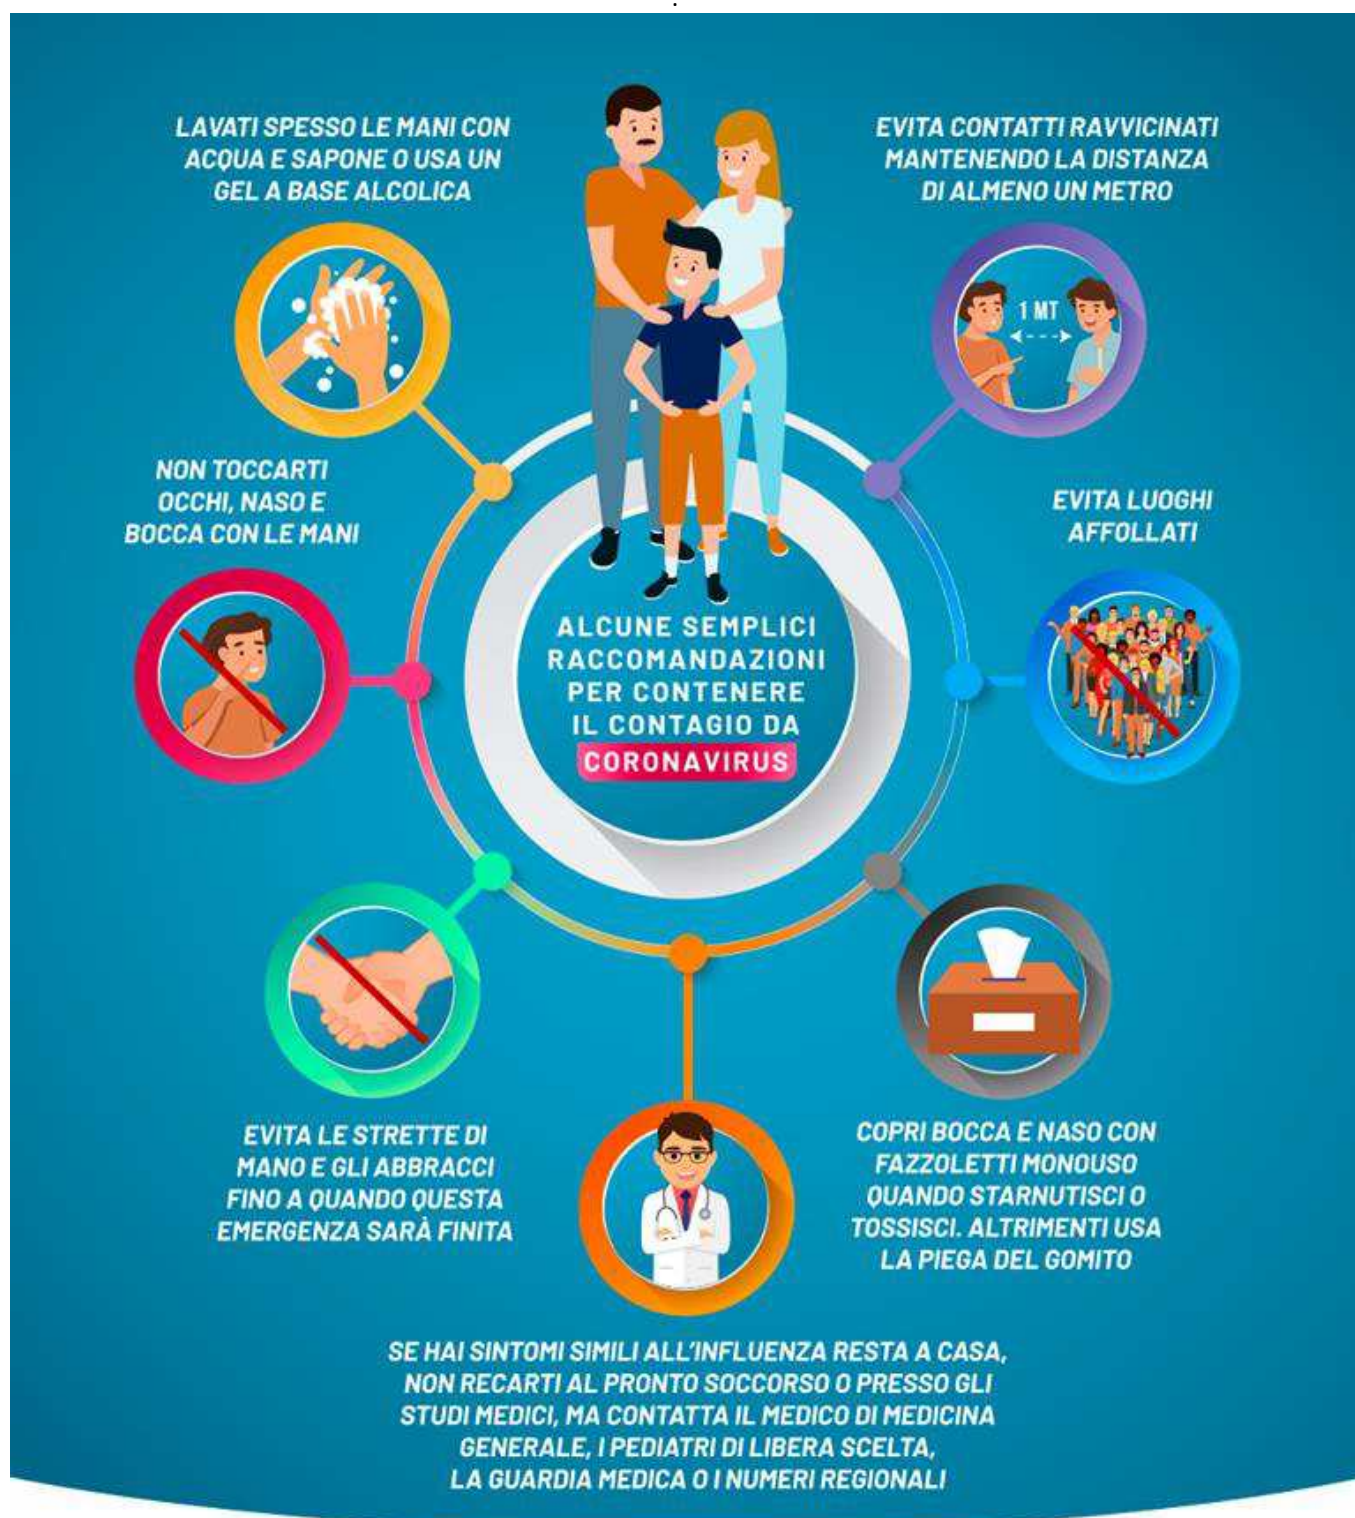 LAVATI SPESSO LE MANI CON
ACQUA E SAPONE O USA UN
GEL A BASE ALCOLICA
EVITA CONTATTI RAVVICINATI
MANTENENDO LA DISTANZA
DI ALMENO UN METRO
1 MT
NON TOCCARTI
OCCHI, NASO E
BOCCA CON LE MANI
EVITA LUOGHI
AFFOLLATI
ALCUNE SEMPLICI
RACCOMANDAZIONI
PER CONTENERE
IL CONTAGIO DA
CORONAVIRUS
EVITA LE STRETTE DI
MANO E GLI ABBRACCI
FINO A QUANDO QUESTA
EMERGENZA SARÀ FINITA
COPRI BOCCA E NASO CON
FAZZOLETTI MONOUSO
QUANDO STARNUTISCI O
TOSSISCI. ALTRIMENTI USA
LA PIEGA DEL GOMITO
SE HAI SINTOMI SIMILI ALL'INFLUENZA RESTA A CASA,
NON RECARTI AL PRONTO SOCCORSO O PRESSO GLI
STUDI MEDICI, MA CONTATTA IL MEDICO DI MEDICINA
GENERALE, I PEDIATRI DI LIBERA SCELTA,
LA GUARDIA MEDICA O I NUMERI REGIONALI